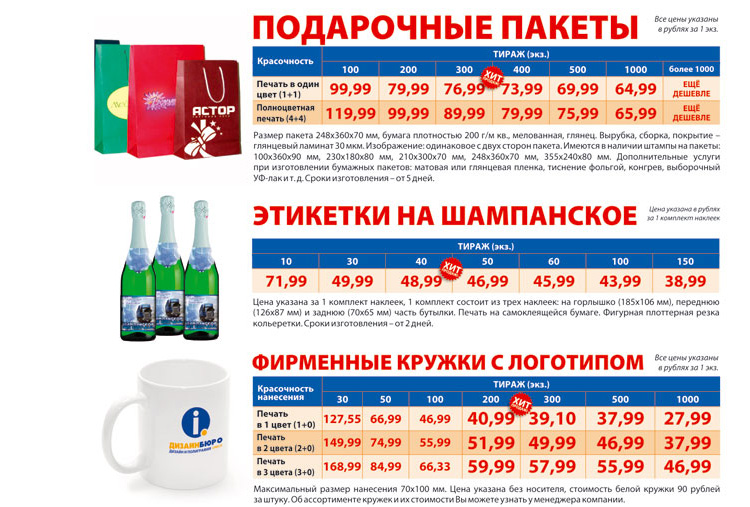 ПОДАРОЧНЫЕ ПАКЕТЫ
Все цены указаны
в рублях за 1 экз.
Красочность
ТИРАЖ (экз.)
100 200 300 400 500 1000 более 1000
ХИТ
Печать в один
цвет (1+1)
99,99 79,99 76,99 73,99 69,99 64,99 ЕЩЁ
ДЕШЕВЛЕ
Полноцветная
печать (4+4)
119,99 99,99 89,99 79,99 75,99 65,99 ЕЩЁ
ДЕШЕВЛЕ
АСТОР
Размер пакета 248х360х70 мм, бумага плотностью 200 г/м кв., мелованная, глянец. Вырубка, сборка, покрытие –
глянцевый ламинат 30 мкм. Изображение: одинаковое с двух сторон пакета. Имеются в наличии штампы на пакеты:
100х360х90 мм, 230х180х80 мм, 210х300х70 мм, 248х360х70 мм, 355х240х80 мм. Дополнительные услуги
при изготовлении бумажных пакетов: матовая или глянцевая пленка, тиснение фольгой, конгрев, выборочный
УФ-лак и т. д. Сроки изготовления – от 5 дней.
ЭТИКЕТКИ НА ШАМПАНСКОЕ
Цена указана в рублях
за 1 комплект наклеек
ТИРАЖ (экз.)
10 30 40 50 60 100 150
ХИТ
71,99 49,99 48,99 46,99 45,99 43,99 38,99
Цена указана за 1 комплект наклеек, 1 комплект состоит из трех наклеек: на горлышко (185х106 мм), переднюю
(126х87 мм) и заднюю (70х65 мм) часть бутылки. Печать на самоклеящейся бумаге. Фигурная плоттерная резка
кольеретки. Сроки изготовления – от 2 дней.
ФИРМЕННЫЕ КРУЖКИ С ЛОГОТИПОМ
Все цены указаны
в рублях за 1 экз.
Красочность
нанесения
ТИРАЖ (экз.)
30 50 100 200 300 500 1000
ХИТ
Печать
в 1 цвет (1+0)
127,55 66,99 46,99 40,99 39,10 37,99 27,99
Печать
в 2 цвета (2+0)
149,99 74,99 55,99 51,99 49,99 46,99 37,99
Печать
в 3 цвета (3+0)
168,99 84,99 66,33 59,99 57,99 55,99 46,99
ДИЗАЙНБЮРО
Максимальный размер нанесения 70х100 мм. Цена указана без носителя, стоимость белой кружки 90 рублей
за штуку. Об ассортименте кружек и их стоимости Вы можете узнать у менеджера компании.